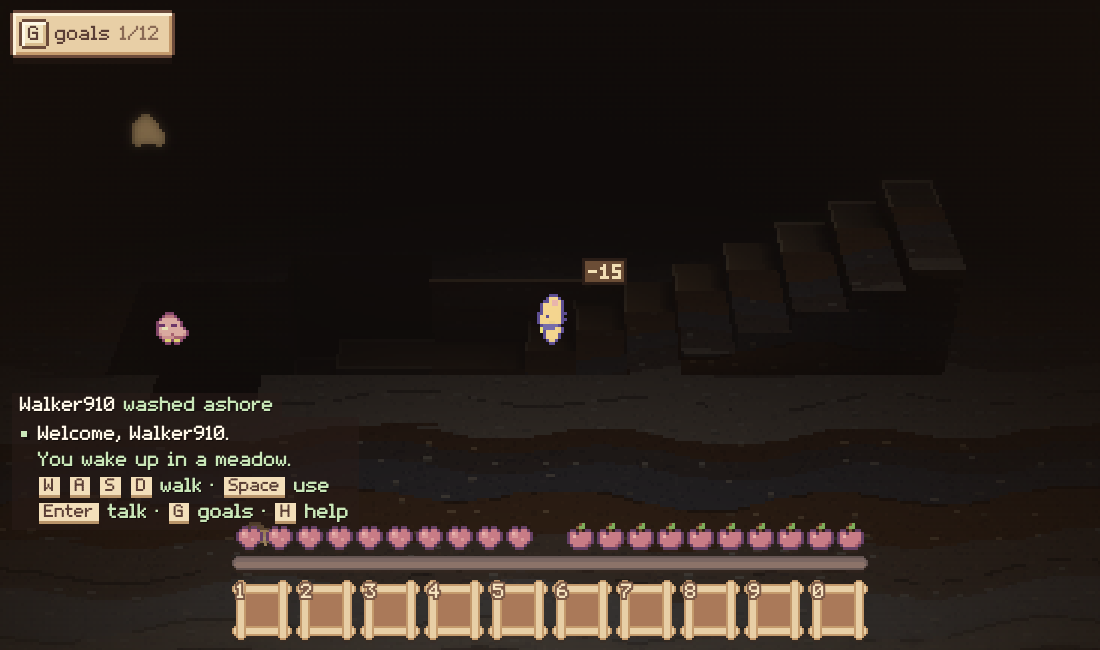 G goals 1/12
-15
Walker910 washed ashore
▪ Welcome, Walker910.
You wake up in a meadow.
W A S D walk · Space use
Enter talk · G goals · H help
1 2 3 4 5 6 7 8 9 0